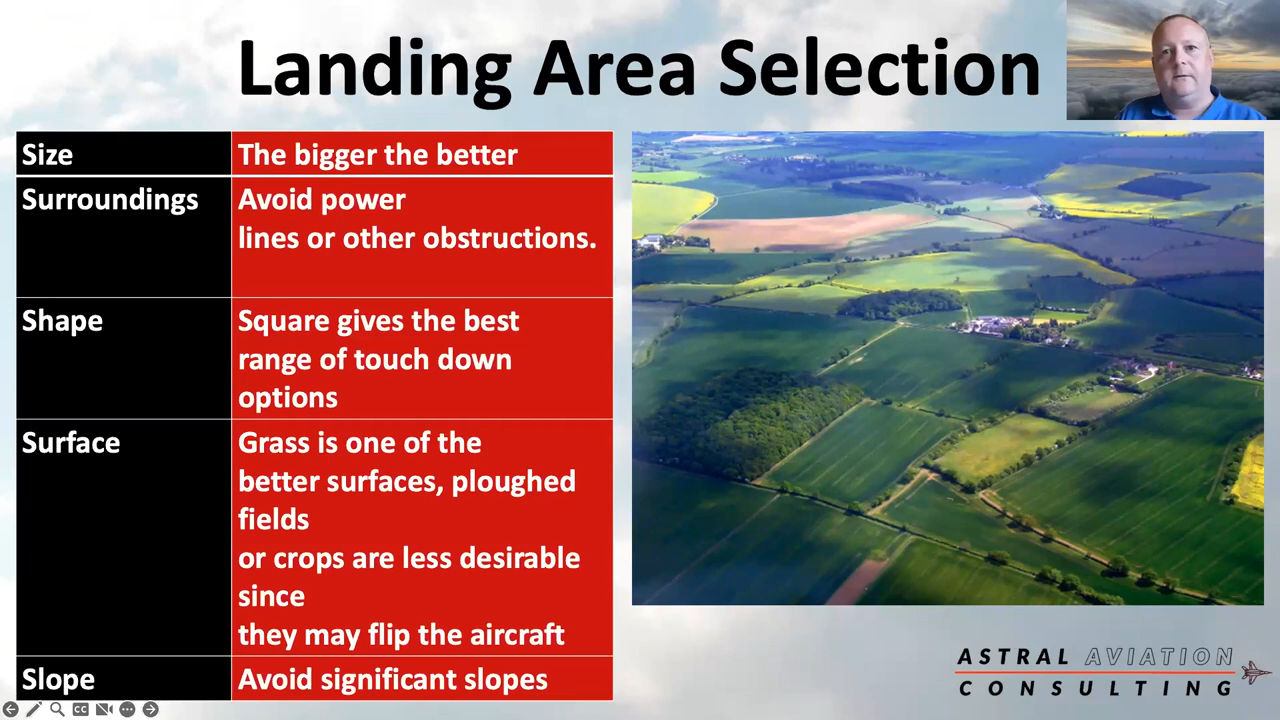 Landing Area Selection
Size
The bigger the better
Surroundings
Avoid power
lines or other obstructions.
Shape
Square gives the best
range of touch down
options
Surface
Grass is one of the
better surfaces, ploughed
fields
or crops are less desirable
since
they may flip the aircraft
Slope
Avoid significant slopes
ASTRAL AVIATION
CONSULTING
CC